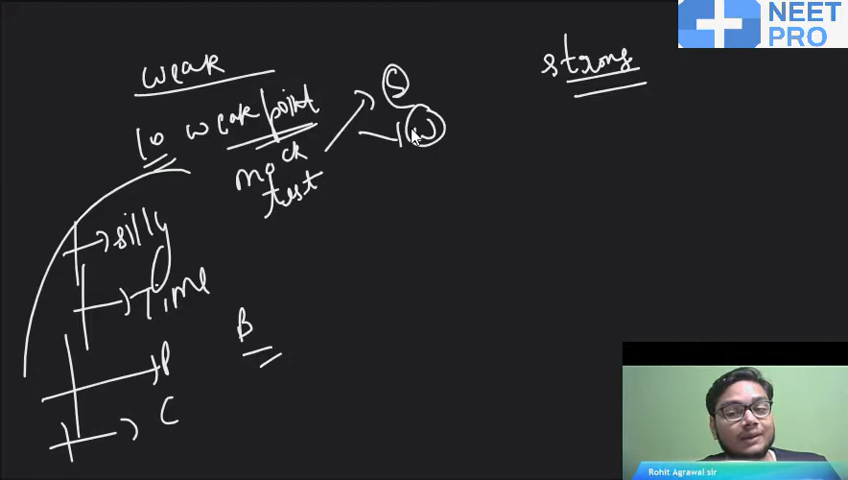 weak
strong
10 weak/point
mock
test
S
W
silly
Time
P
C
B
NEET
PRO
Rohit Agrawal sir